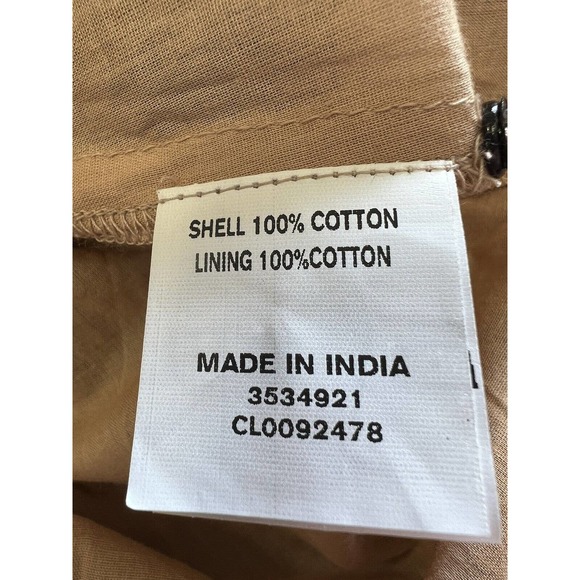 SHELL 100% COTTON
LINING 100%COTTON
MADE IN INDIA
3534921
CL0092478